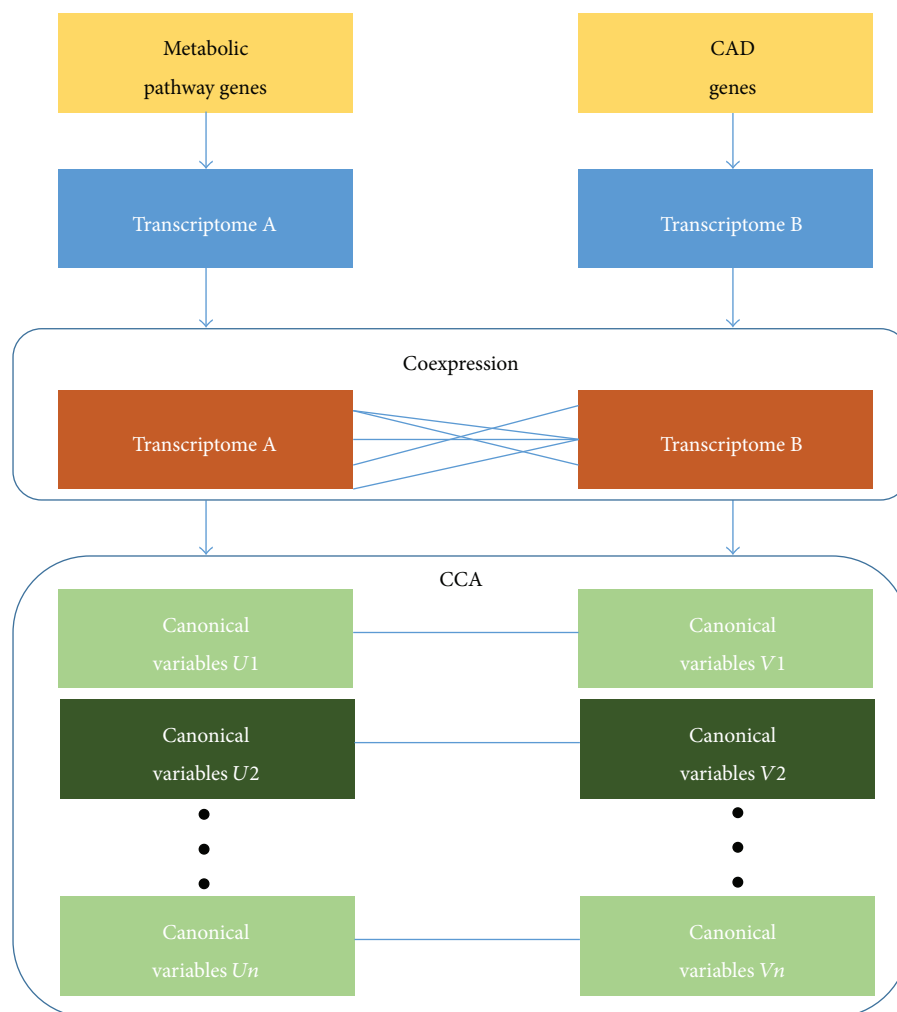 Metabolic
pathway genes
CAD
genes
Transcriptome A
Transcriptome B
Coexpression
Transcriptome A
Transcriptome B
CCA
Canonical
variables U1
Canonical
variables V1
Canonical
variables U2
Canonical
variables V2
Canonical
variables Un
Canonical
variables Vn